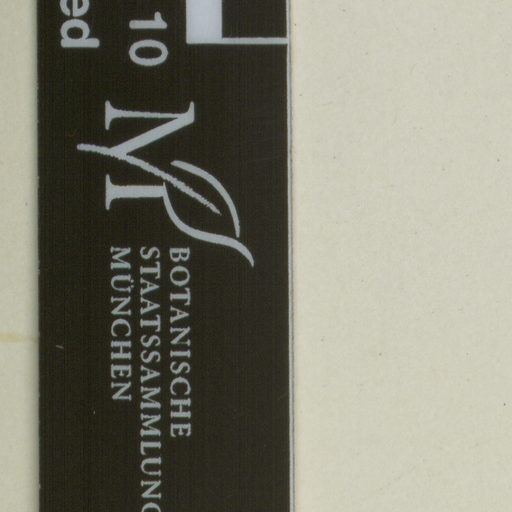 10
ed
BOTANISCHE
STAATSSAMMLUNG
MÜNCHEN